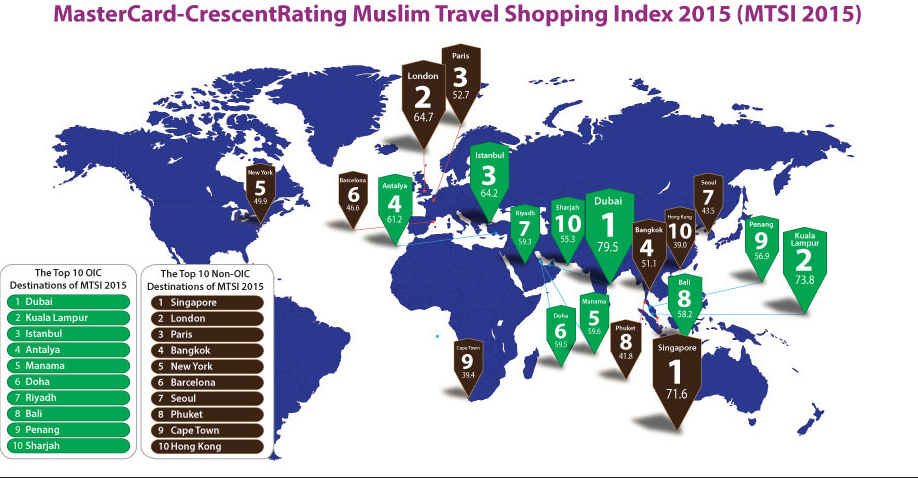 MasterCard-CrescentRating Muslim Travel Shopping Index 2015 (MTSI 2015)
Paris
3
52.7
London
2
64.7
Istanbul
3
64.2
New York
5
49.9
Barcelona
6
46.6
Antalya
4
61.2
Riyadh
7
59.3
Sharjah
10
55.3
Dubai
1
79.5
Bangkok
4
51.1
Hong Kong
10
39.0
Seoul
7
43.5
Penang
9
56.9
Kuala
Lumpur
2
73.8
Bali
8
58.2
Manama
5
59.6
Doha
6
59.5
Phuket
8
41.8
Cape Town
9
39.4
Singapore
1
71.6
The Top 10 OIC
Destinations of MTSI 2015
1 Dubai
2 Kuala Lumpur
3 Istanbul
4 Antalya
5 Manama
6 Doha
7 Riyadh
8 Bali
9 Penang
10 Sharjah
The Top 10 Non-OIC
Destinations of MTSI 2015
1 Singapore
2 London
3 Paris
4 Bangkok
5 New York
6 Barcelona
7 Seoul
8 Phuket
9 Cape Town
10 Hong Kong